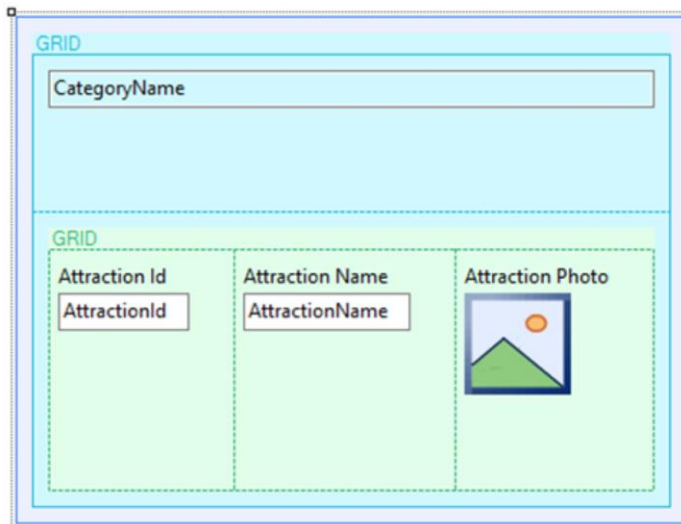 GRID
CategoryName
GRID
Attraction Id Attraction Name Attraction Photo
AttractionId AttractionName